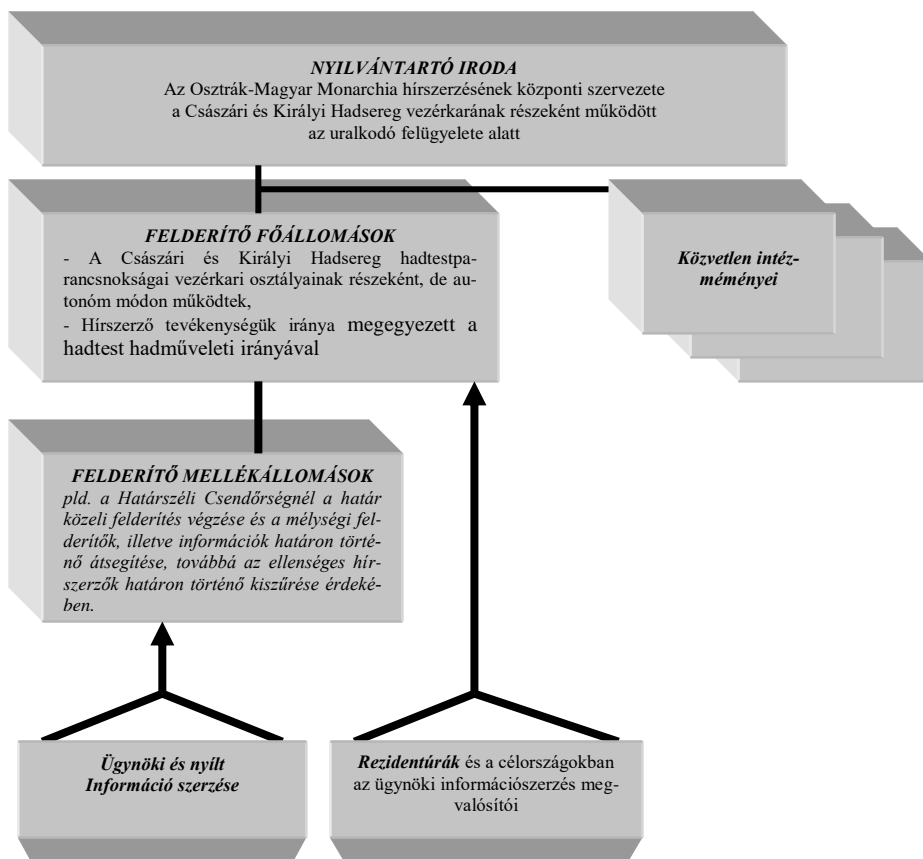 NYILVÁNTARTÓ IRODA
Az Osztrák-Magyar Monarchia hírszerzésének központi szervezete
a Császári és Királyi Hadsereg vezérkarának részeként működött
az uralkodó felügyelete alatt
FELDERÍTŐ FŐÁLLOMÁSOK
- A Császári és Királyi Hadsereg hadtestpa-
rancsnokságai vezérkari osztályainak részeként, de au-
tonóm módon működtek,
- Hírszerző tevékenységük iránya megegyezett a
hadtest hadműveleti irányával
Közvetlen intéz-
méményei
FELDERÍTŐ MELLÉKÁLLOMÁSOK
pld. a Határszéli Csendőrségnél a határ
közeli felderítés végzése és a mélységi fel-
derítők, illetve információk határon törté-
nő átsegítése, továbbá az ellenséges hír-
szerzők határon történő kiszűrése érdeké-
ben.
Ügynöki és nyílt
Információ szerzése
Rezidentúrák és a célországokban
az ügynöki információszerzés meg-
valósítói